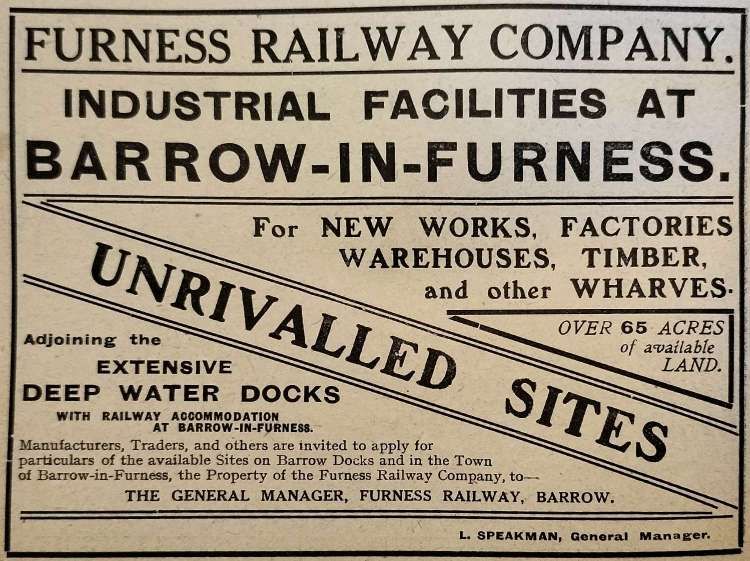 FURNESS RAILWAY COMPANY.
INDUSTRIAL FACILITIES AT
BARROW-IN-FURNESS.
For NEW WORKS, FACTORIES
WAREHOUSES, TIMBER,
and other WHARVES.
UNRIVALLED SITES
OVER 65 ACRES
of available
LAND.
Adjoining the
EXTENSIVE
DEEP WATER DOCKS
WITH RAILWAY ACCOMMODATION
AT BARROW-IN-FURNESS.
Manufacturers, Traders, and others are invited to apply for
particulars of the available Sites on Barrow Docks and in the Town
of Barrow-in-Furness, the Property of the Furness Railway Company, to—
THE GENERAL MANAGER, FURNESS RAILWAY, BARROW.
L. SPEAKMAN, General Manager.